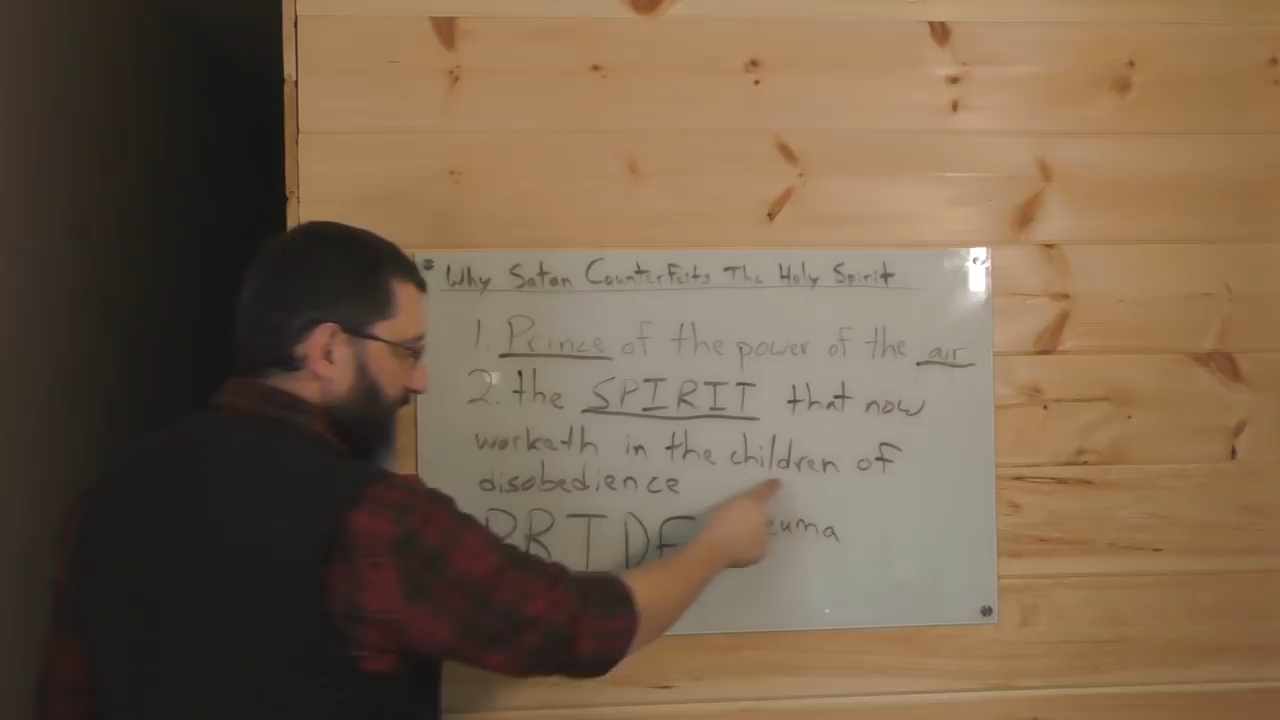 Why Satan Counterfeits The Holy Spirit
1. Prince of the power of the air
2. the SPIRIT that now
worketh in the children of
disobedience